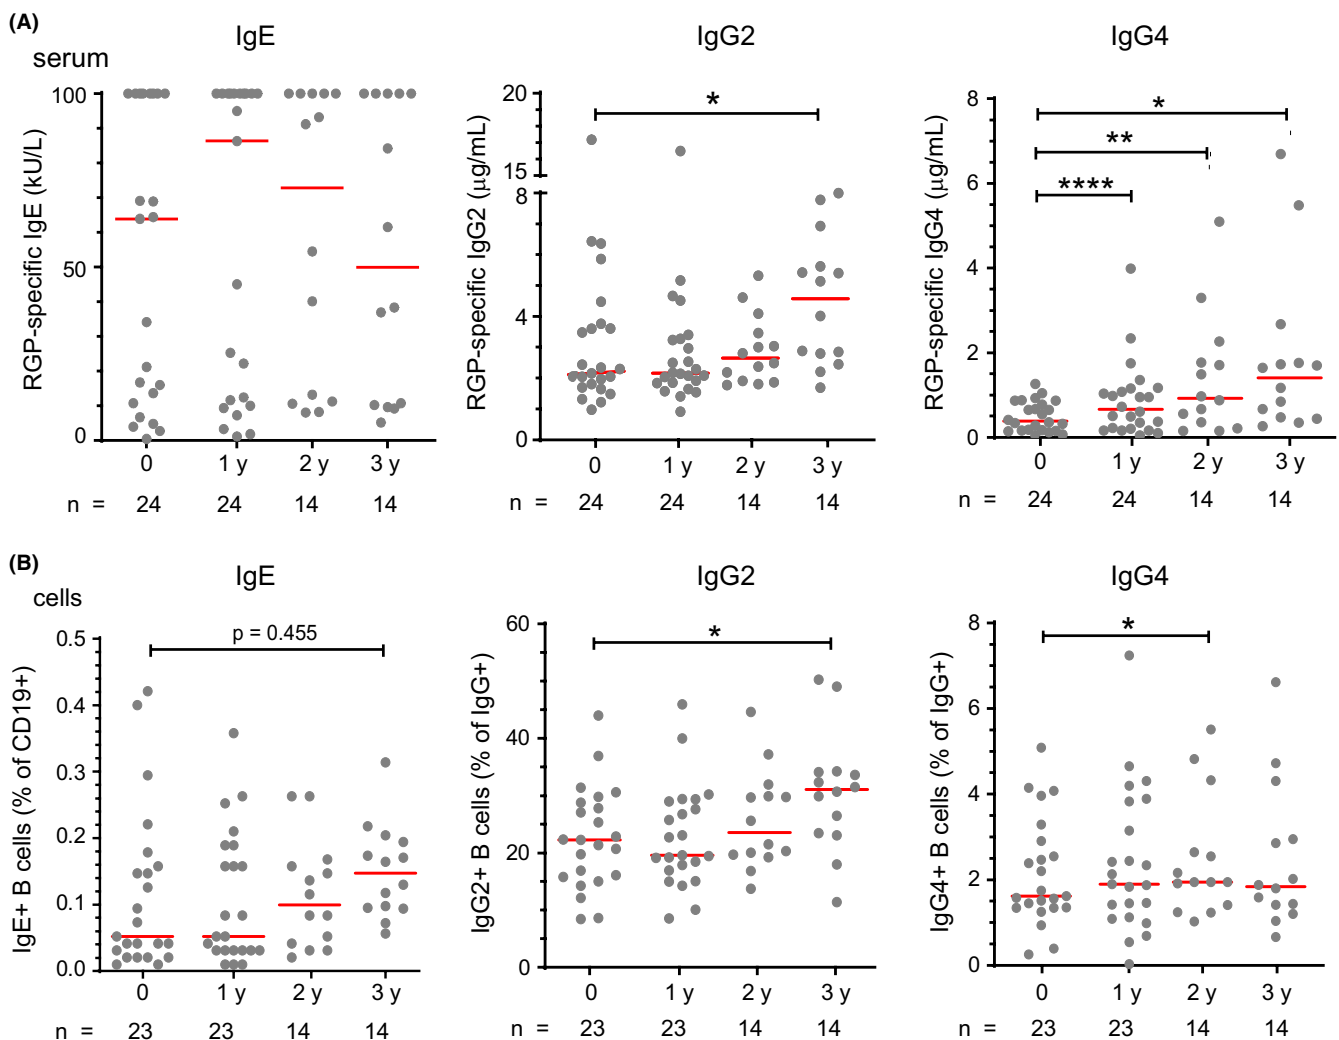 (A)
serum
IgE
IgG2
IgG4
RGP-specific IgE (kU/L)
100
50
0
0 1 y 2 y 3 y
n = 24 24 14 14
RGP-specific IgG2 (µg/mL)
20
15
8
4
0
*
0 1 y 2 y 3 y
n = 24 24 14 14
RGP-specific IgG4 (µg/mL)
8
6
4
2
0
*
**
****
0 1 y 2 y 3 y
n = 24 24 14 14
(B)
cells
IgE
IgG2
IgG4
IgE+ B cells (% of CD19+)
0.5
0.4
0.3
0.2
0.1
0.0
p = 0.455
0 1 y 2 y 3 y
n = 23 23 14 14
IgG2+ B cells (% of IgG+)
60
40
20
0
*
0 1 y 2 y 3 y
n = 23 23 14 14
IgG4+ B cells (% of IgG+)
8
6
4
2
0
*
0 1 y 2 y 3 y
n = 23 23 14 14